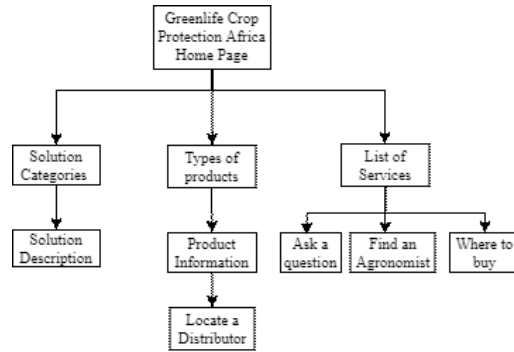 Greenlife Crop
Protection Africa
Home Page
Solution
Categories
Types of
products
List of
Services
Solution
Description
Product
Information
Ask a
question
Find an
Agronomist
Where to
buy
Locate a
Distributor